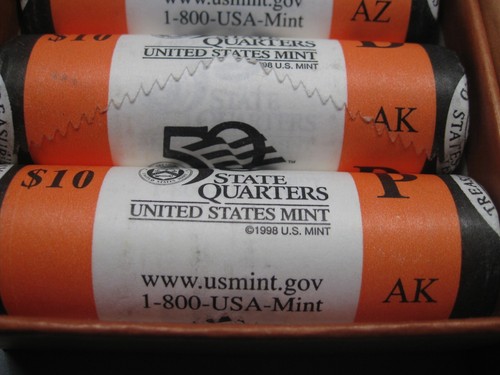 www.usmint.gov
1-800-USA-Mint
AZ
$10
QUARTERS
UNITED STATES MINT
98 U.S. MINT
AK
50
STATE
QUARTERS
UNITED STATES MINT
©1998 U.S. MINT
$10
P
www.usmint.gov
1-800-USA-Mint
AK